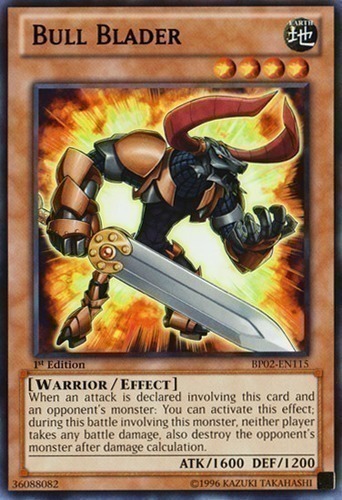 BULL BLADER
EARTH
地
1st Edition
BP02-EN115
[WARRIOR/EFFECT]
When an attack is declared involving this card and
an opponent's monster: You can activate this effect;
during this battle involving this monster, neither player
takes any battle damage, also destroy the opponent's
monster after damage calculation.
ATK/1600 DEF/1200
36088082
©1996 KAZUKI TAKAHASHI